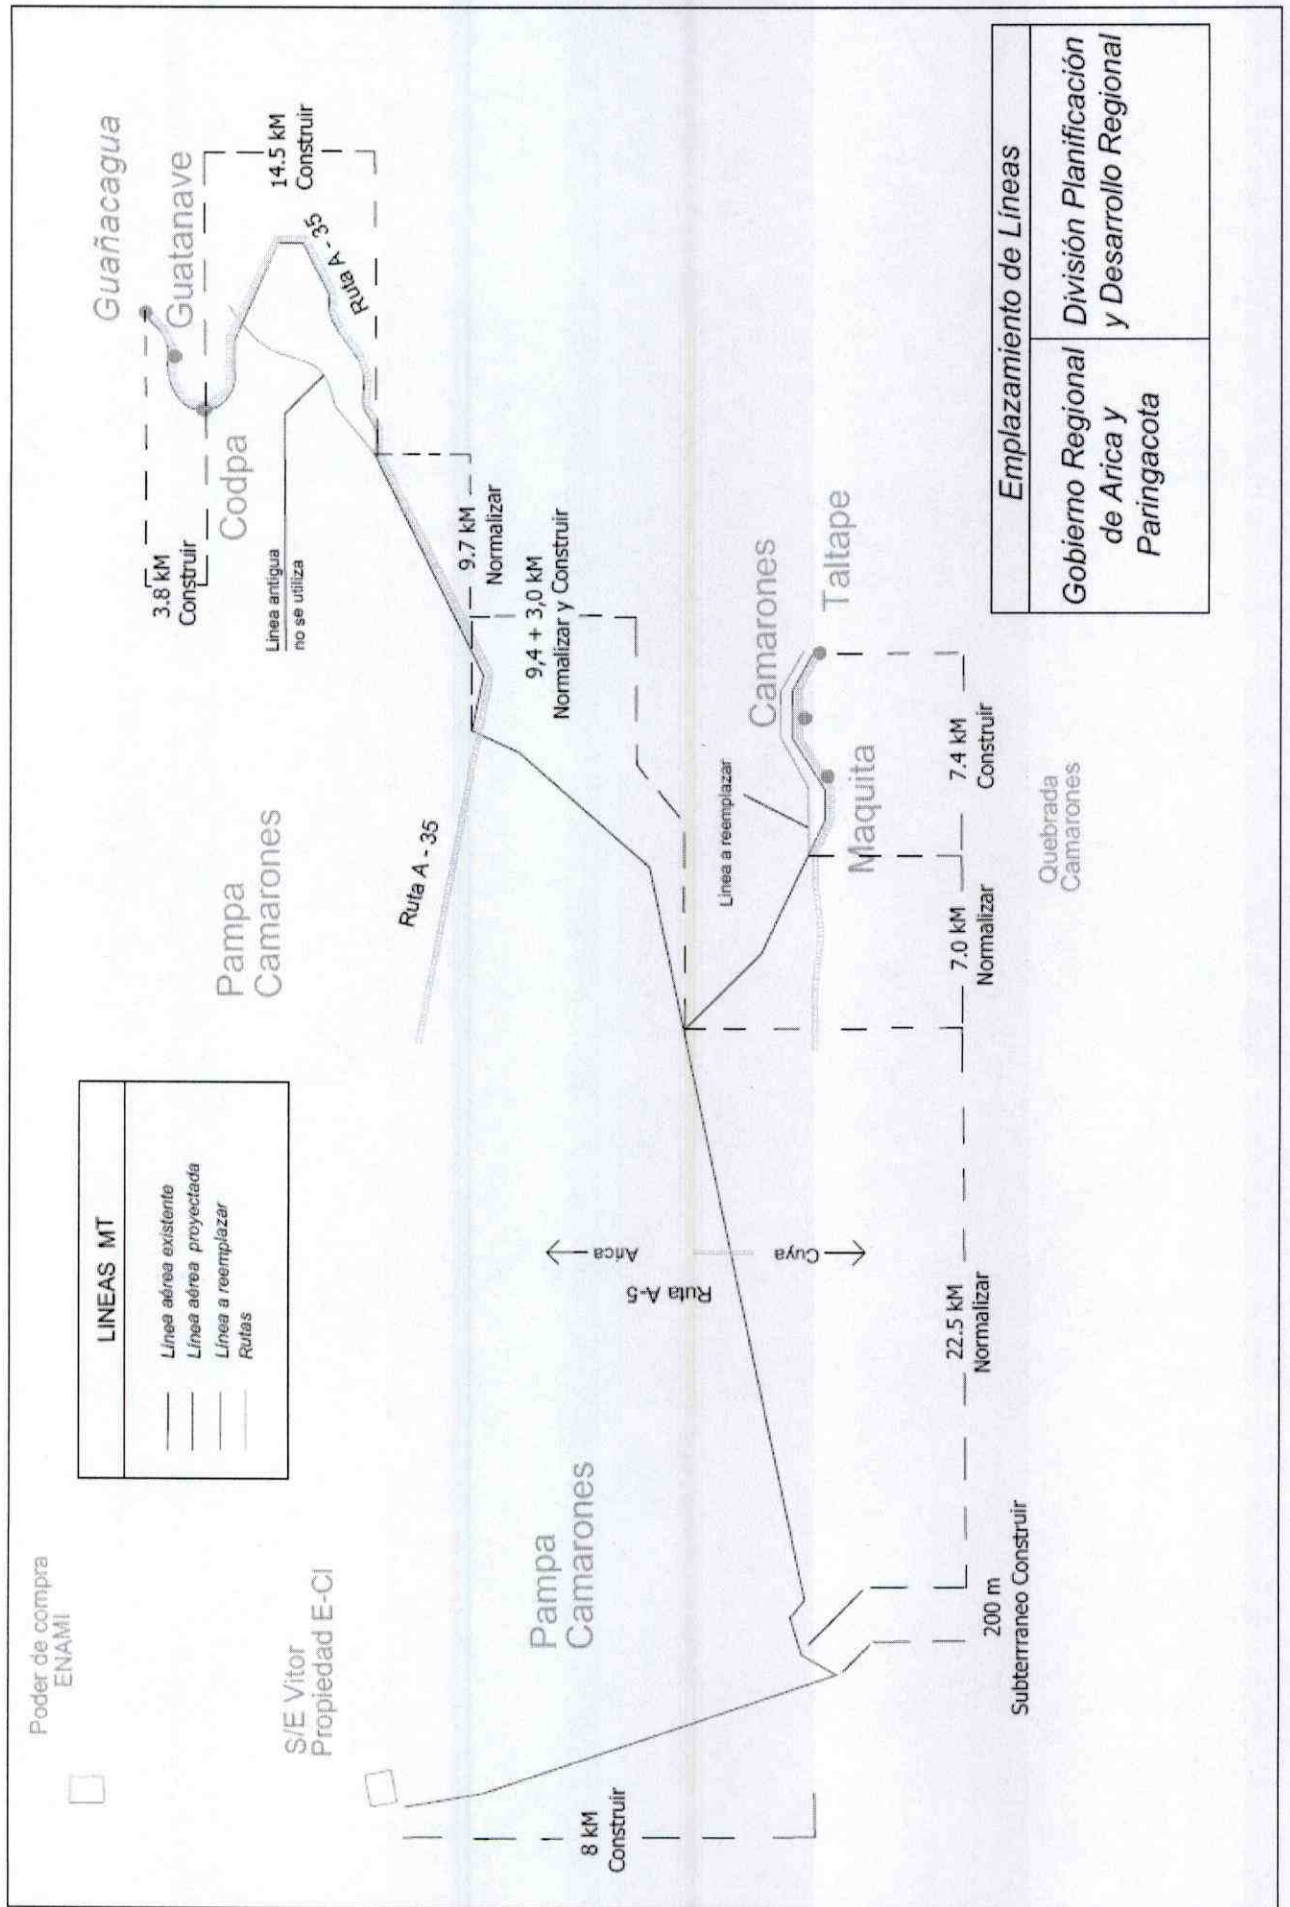 Poder de compra
ENAMI
S/E Vitor
Propiedad E-CI
8 kM
Construir
LINEAS MT
Línea aérea existente
Línea aérea proyectada
Línea a reemplazar
Rutas
Pampa
Camarones
200 m
Subterrraneo Construir
22.5 kM
Normalizar
Ruta A-5
Arica
Cuya
Pampa
Camarones
Ruta A - 35
7.0 kM
Normalizar
Quebrada
Camarones
7.4 kM
Construir
Linea a reemplazar
Maquita
Camarones
Taltape
9,4 + 3,0 kM
Normalizar y Construir
9.7 kM
Normalizar
Linea antigua
no se utiliza
3.8 kM
Construir
Codpa
Guatanave
Guañacagua
Ruta A - 35
14.5 kM
Construir
Emplazamiento de Líneas
Gobierno Regional
de Arica y
Paringacota
División Planificación
y Desarrollo Regional